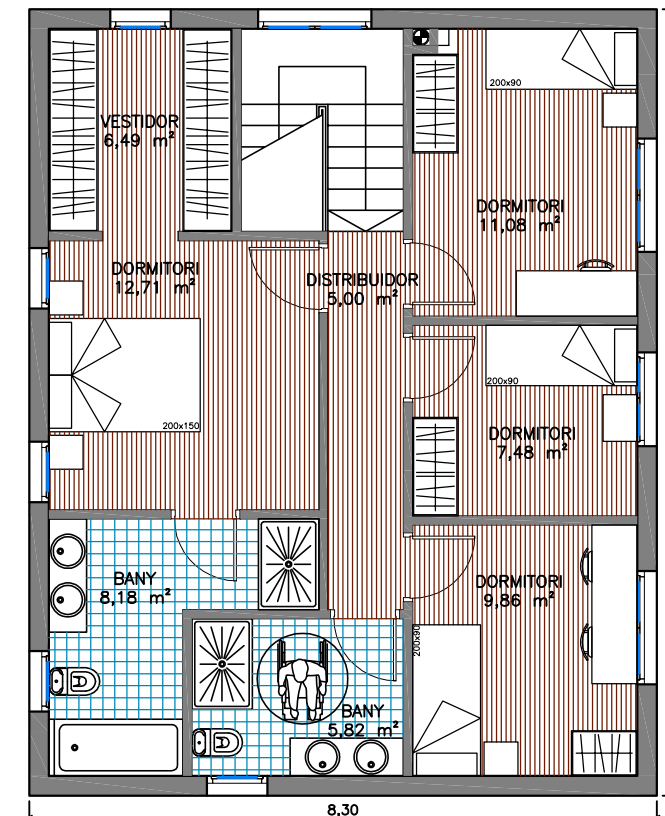 200x90
VESTIDOR
6,49 m²
DORMITORI
11,08 m²
DORMITORI
12,71 m²
DISTRIBUIDOR
5,00 m²
200x90
200x150
DORMITORI
7,48 m²
BANY
8,18 m²
DORMITORI
9,86 m²
200x90
BANY
5,82 m²
8.30